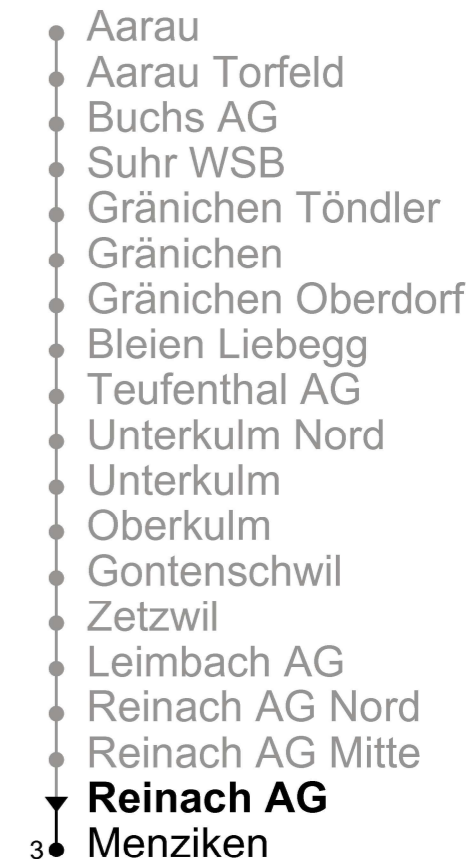 Aarau
Aarau Torfeld
Buchs AG
Suhr WSB
Gränichen Töndler
Gränichen
Gränichen Oberdorf
Bleien Liebegg
Teufenthal AG
Unterkulm Nord
Unterkulm
Oberkulm
Gontenschwil
Zetzwil
Leimbach AG
Reinach AG Nord
Reinach AG Mitte
Reinach AG
3 Menziken